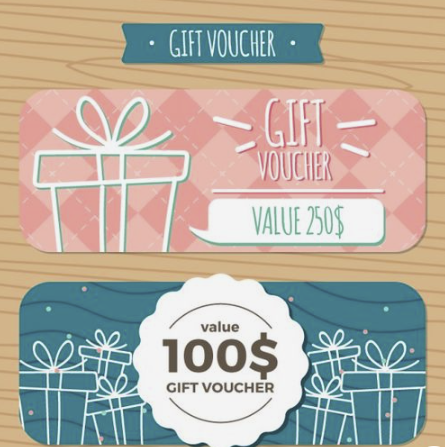 • GIFT VOUCHER •
GIFT
VOUCHER
VALUE 250$
value
100$
GIFT VOUCHER